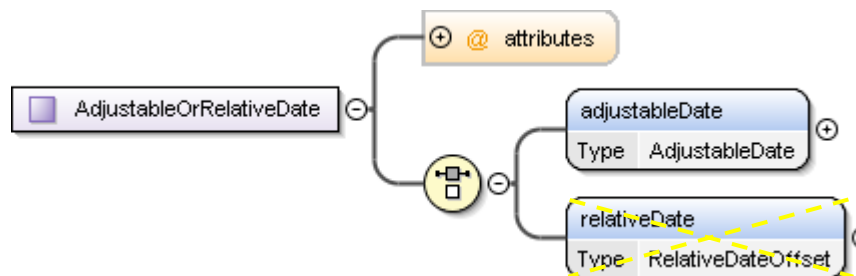 @ attributes
AdjustableOrRelativeDate
adjustableDate
Type AdjustableDate
relativeDate
Type RelativeDateOffset